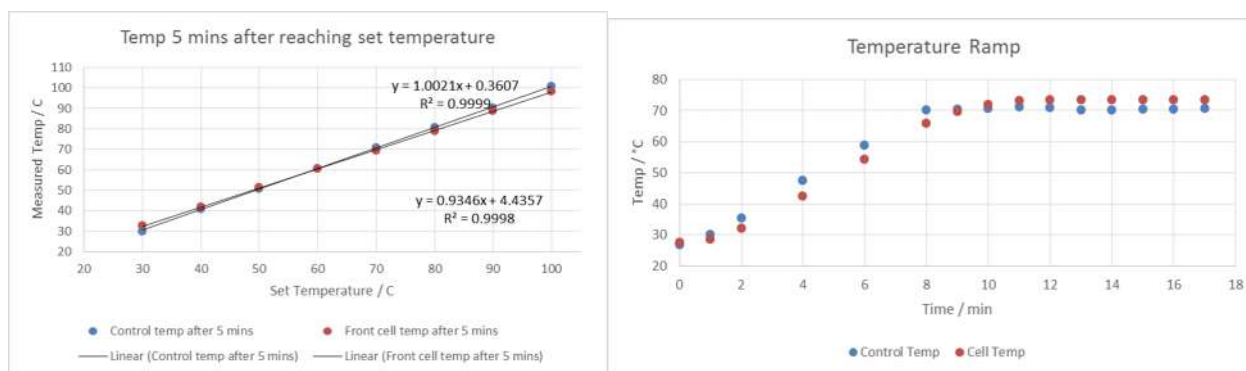 Temp 5 mins after reaching set temperature
110
100
90
80
70
60
50
40
30
20
Measured Temp / C
y = 1.0021x + 0.3607
R² = 0.9999
y = 0.9346x + 4.4357
R² = 0.9998
20 30 40 50 60 70 80 90 100
Set Temperature / C
Control temp after 5 mins Front cell temp after 5 mins
Linear (Control temp after 5 mins) Linear (Front cell temp after 5 mins)
Temperature Ramp
80
70
60
50
40
30
20
Temp / °C
0 2 4 6 8 10 12 14 16 18
Time / min
Control Temp Cell Temp